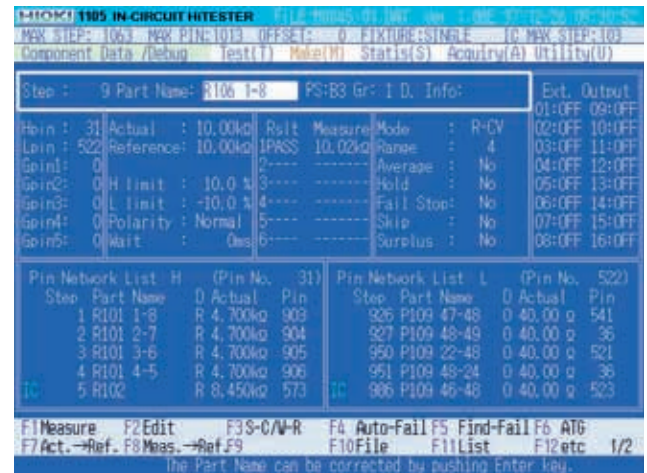 HIOKI 1105 IN-CIRCUIT HITESTER
MAX STEP: 1063 MAX PIN:1013 OFFSET: 0 FIXTURE:SINGLE IC MAX STEP:103
Component Data /Debug Test(T) Make(M) Statis(S) Acquiry(A) Utility(U)
Step : 9 Part Name: R106 1-8 PS:B3 Gr: 1 D. Info:
Ext. Output
01:OFF 09:OFF
Hpin : 31 Actual : 10.00kΩ Rslt Measure Mode : R-CV 02:OFF 10:OFF
Lpin : 522 Reference: 10.00kΩ 1PASS 10.02kΩ Range : 4 03:OFF 11:OFF
Gpin1: 0 2---- ------- Average : No 04:OFF 12:OFF
Gpin2: 0 H limit : 10.0 % 3---- ------- Hold : No 05:OFF 13:OFF
Gpin3: 0 L limit : -10.0 % 4---- ------- Fail Stop: No 06:OFF 14:OFF
Gpin4: 0 Polarity : Normal 5---- ------- Skip : No 07:OFF 15:OFF
Gpin5: 0 Wait : 0ms 6---- ------- Surplus : No 08:OFF 16:OFF
Pin Network List H (Pin No. 31) Pin Network List L (Pin No. 522)
Step Part Name D Actual Pin Step Part Name D Actual Pin
1 R101 1-8 R 4.700kΩ 903 926 P109 47-48 0 40.00 Ω 541
2 R101 2-7 R 4.700kΩ 904 927 P109 48-49 0 40.00 Ω 36
3 R101 3-6 R 4.700kΩ 905 950 P109 22-48 0 40.00 Ω 521
4 R101 4-5 R 4.700kΩ 906 951 P109 48-24 0 40.00 Ω 36
IC 5 R102 R 8.450kΩ 573 IC 986 P109 46-48 0 40.00 Ω 523
F1Measure F2Edit F3S-C/W-R F4 Auto-Fail F5 Find-Fail F6 ATG
F7Act.→Ref. F8Meas.→Ref. F9 F10File F11List F12etc 1/2
The Part Name can be corrected by pushing Enter key.